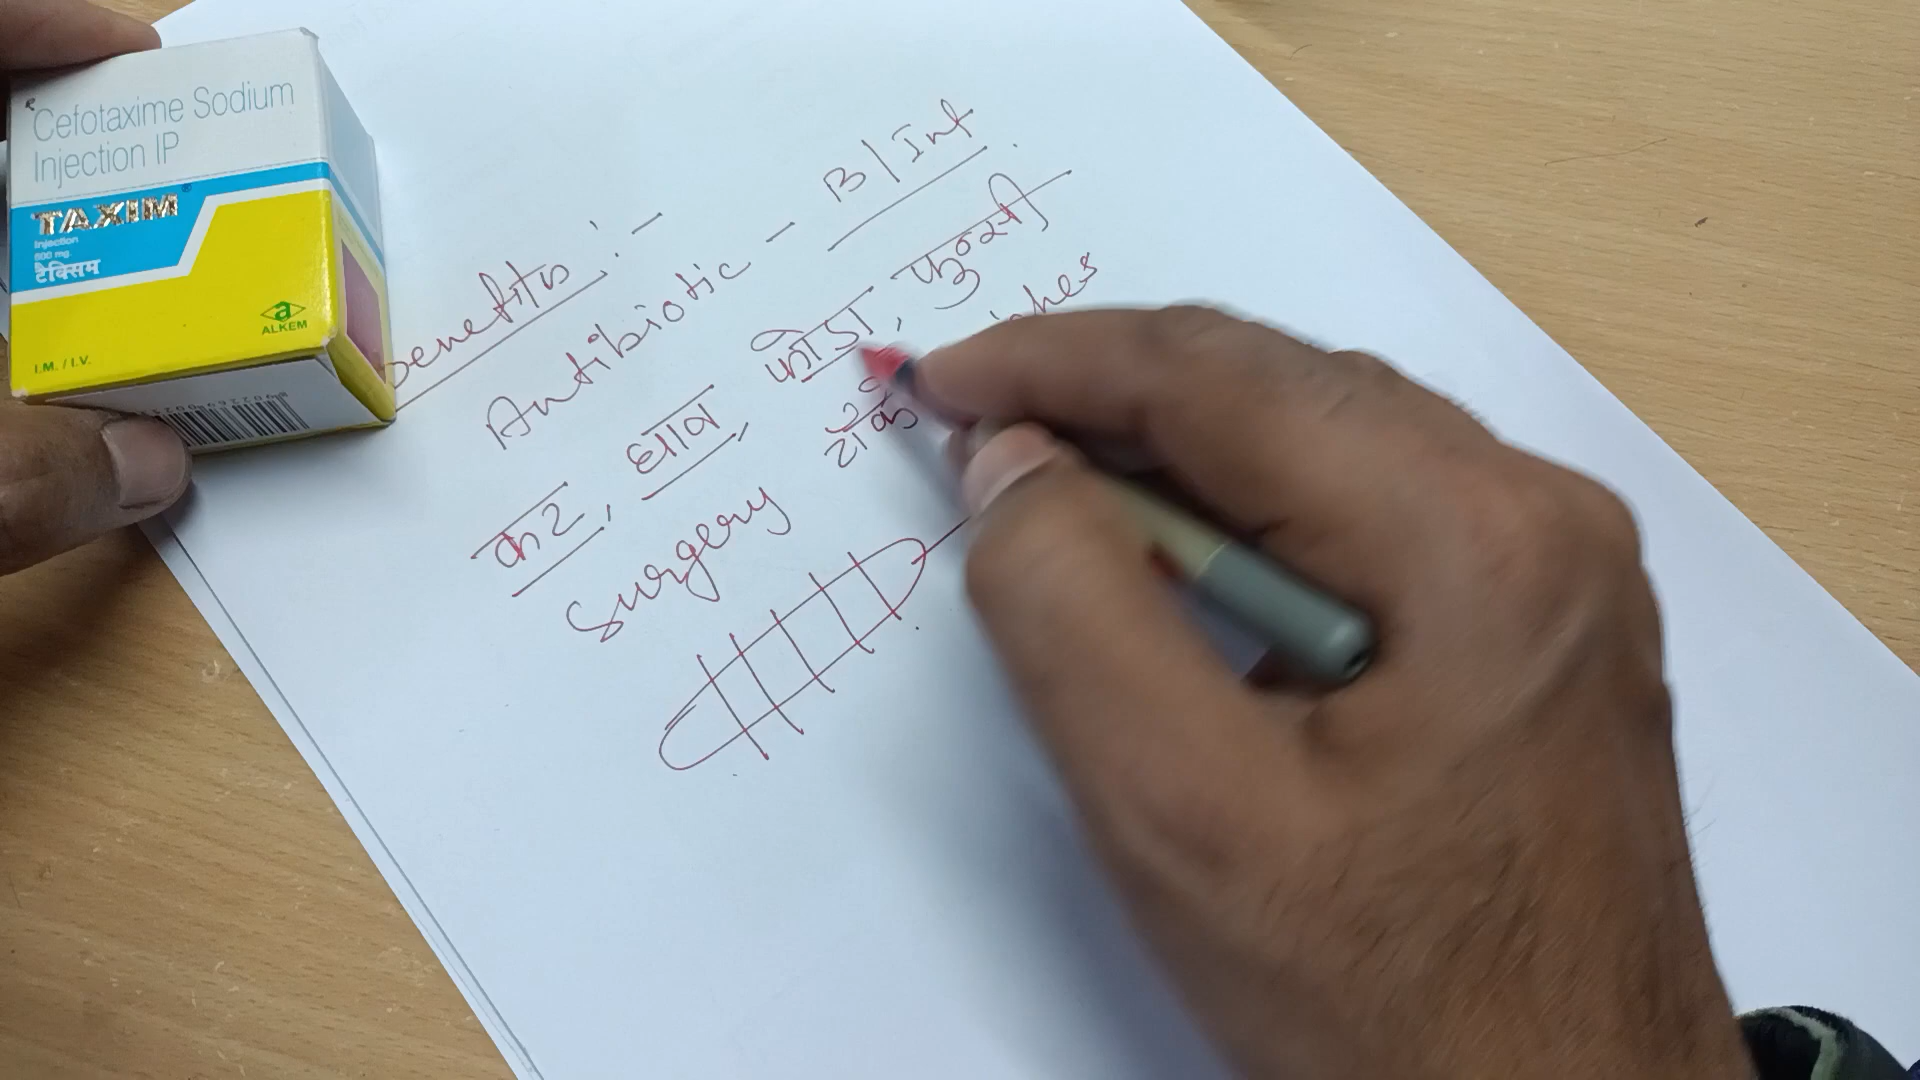 Cefotaxime Sodium
Injection IP
TAXIM®
Injection
500 mg.
टैक्सिम
ALKEM
I.M. / I.V.
benefits :-
Antibiotic - B/Inf
कट, घाव, फोडा, फुन्सी
surgery टाँके